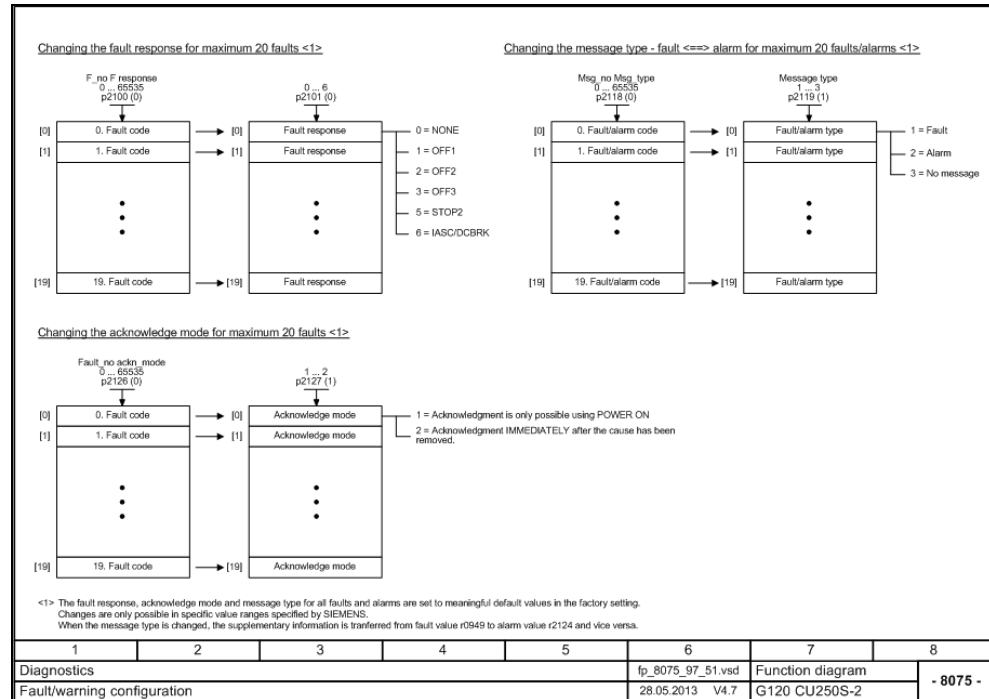 Changing the fault response for maximum 20 faults <1>
F_no F response
0 ... 65535
p2100 (0)
0 ... 6
p2101 (0)
[0] 0. Fault code [0] Fault response
[1] 1. Fault code [1] Fault response
[19] 19. Fault code [19] Fault response
0 = NONE
1 = OFF1
2 = OFF2
3 = OFF3
5 = STOP2
6 = IASC/DCBRK
Changing the message type - fault <==> alarm for maximum 20 faults/alarms <1>
Msg_no Msg_type
0 ... 65535
p2118 (0)
Message type
1 ... 3
p2119 (1)
[0] 0. Fault/alarm code [0] Fault/alarm type
[1] 1. Fault/alarm code [1] Fault/alarm type
[19] 19. Fault/alarm code [19] Fault/alarm type
1 = Fault
2 = Alarm
3 = No message
Changing the acknowledge mode for maximum 20 faults <1>
Fault_no ackn_mode
0 ... 65535
p2126 (0)
1 ... 2
p2127 (1)
[0] 0. Fault code [0] Acknowledge mode
[1] 1. Fault code [1] Acknowledge mode
[19] 19. Fault code [19] Acknowledge mode
1 = Acknowledgment is only possible using POWER ON
2 = Acknowledgment IMMEDIATELY after the cause has been
removed.
<1> The fault response, acknowledge mode and message type for all faults and alarms are set to meaningful default values in the factory setting.
Changes are only possible in specific value ranges specified by SIEMENS.
When the message type is changed, the supplementary information is tranferred from fault value r0949 to alarm value r2124 and vice versa.
1 2 3 4 5 6 7 8
Diagnostics fp_8075_97_51.vsd Function diagram
Fault/warning configuration 28.05.2013 V4.7 G120 CU250S-2
- 8075 -